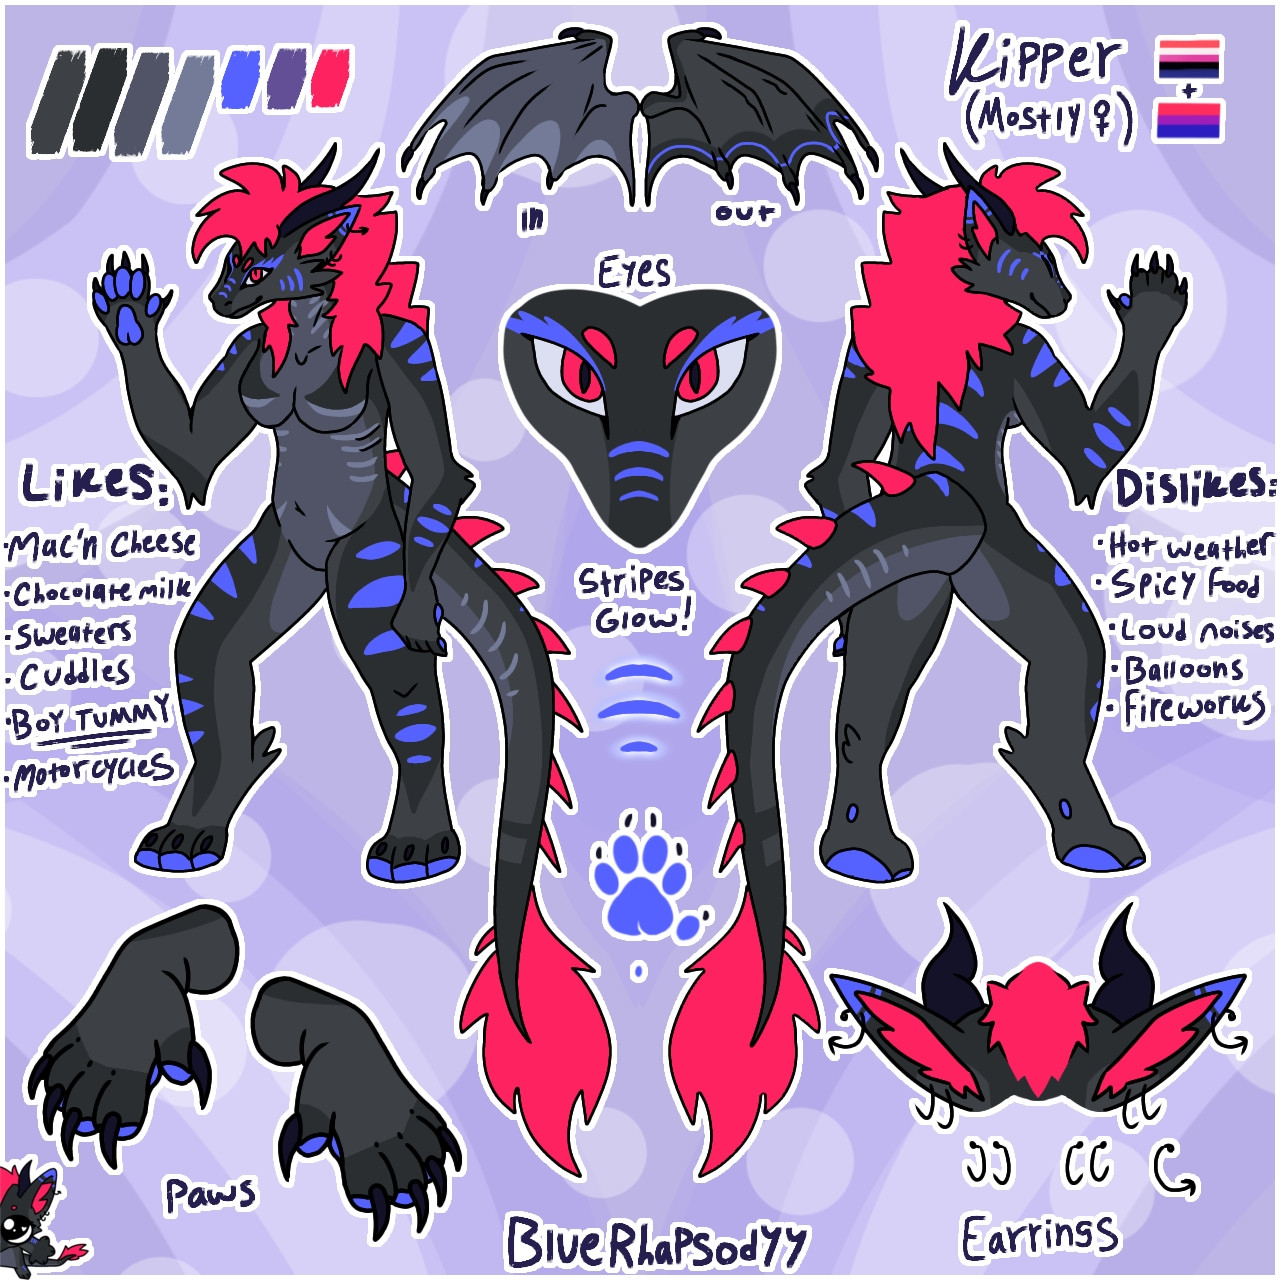 Kipper
(Mostly ♀)
+
in
out
Eyes
Likes:
•Mac'n Cheese
•Chocolate milk
•Sweaters
•Cuddles
•BOY TUMMY
•Motorcycles
Stripes
Glow!
Dislikes:
•Hot weather
•Spicy Food
•Loud noises
•Balloons
•Fireworks
Paws
BlueRhapsodyy
Earrings